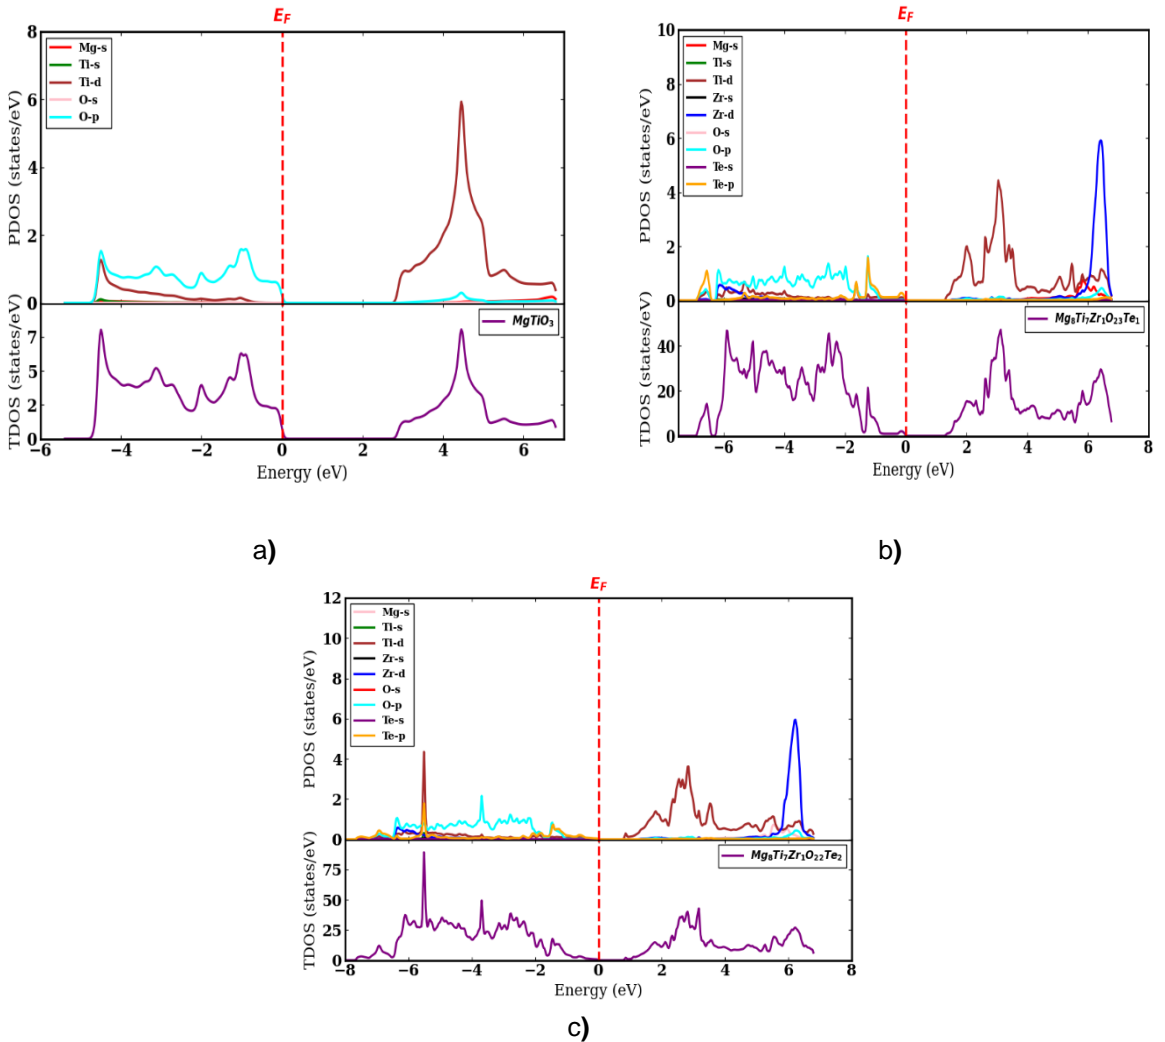 E_F
8
6
4
2
0
PDOS (states/eV)
Mg-s
Ti-s
Ti-d
O-s
O-p
7
5
2
0
TDOS (states/eV)
MgTiO₃
−6 −4 −2 0 2 4 6
Energy (eV)
a)
E_F
10
8
6
4
2
0
PDOS (states/eV)
Mg-s
Ti-s
Ti-d
Zr-s
Zr-d
O-s
O-p
Te-s
Te-p
40
20
0
TDOS (states/eV)
Mg₈Ti₇Zr₁O₂₃Te₁
−6 −4 −2 0 2 4 6 8
Energy (eV)
b)
E_F
12
10
8
6
4
2
0
PDOS (states/eV)
Mg-s
Ti-s
Ti-d
Zr-s
Zr-d
O-s
O-p
Te-s
Te-p
75
50
25
0
TDOS (states/eV)
Mg₈Ti₇Zr₁O₂₂Te₂
−8 −6 −4 −2 0 2 4 6 8
Energy (eV)
c)